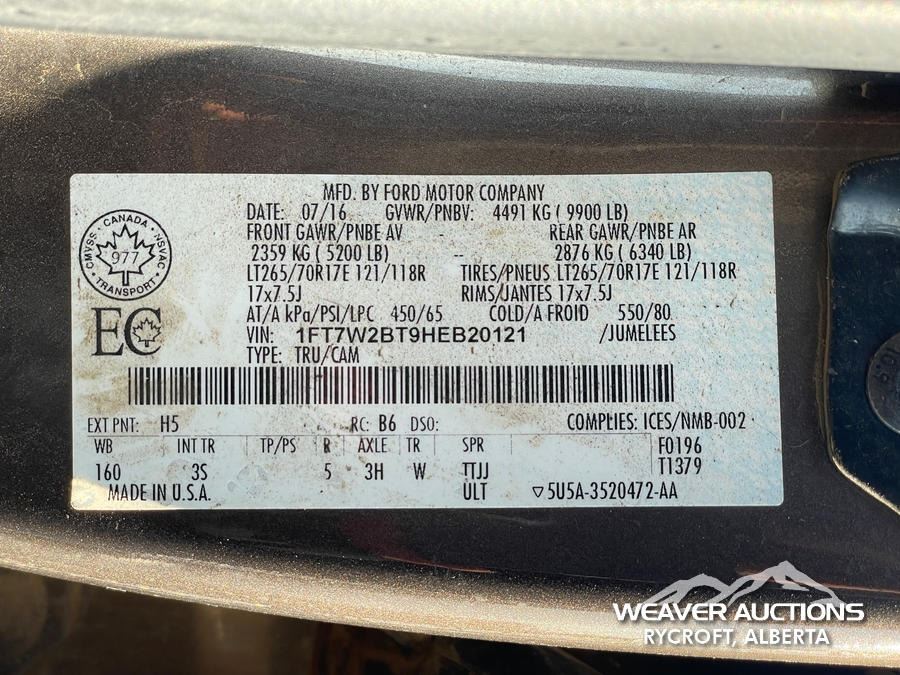 MFD. BY FORD MOTOR COMPANY
DATE: 07/16 GVWR/PNBV: 4491 KG ( 9900 LB)
FRONT GAWR/PNBE AV - REAR GAWR/PNBE AR
2359 KG ( 5200 LB) -- 2876 KG ( 6340 LB)
LT265/70R17E 121/118R TIRES/PNEUS LT265/70R17E 121/118R
17x7.5J RIMS/JANTES 17x7.5J
AT/A kPa/PSI/LPC 450/65 COLD/A FROID 550/80
VIN: 1FT7W2BT9HEB20121 /JUMELEES
TYPE: TRU/CAM
CANADA
CMVSS • NSVAC
977
TRANSPORT
EC
EXT PNT: H5 RC: B6 DSO: COMPLIES: ICES/NMB-002
WB INT TR TP/PS R AXLE TR SPR F0196
160 3S 5 3H W TTJJ T1379
MADE IN U.S.A. ULT ▽5U5A-3520472-AA
10.9
WEAVER AUCTIONS
RYCROFT, ALBERTA